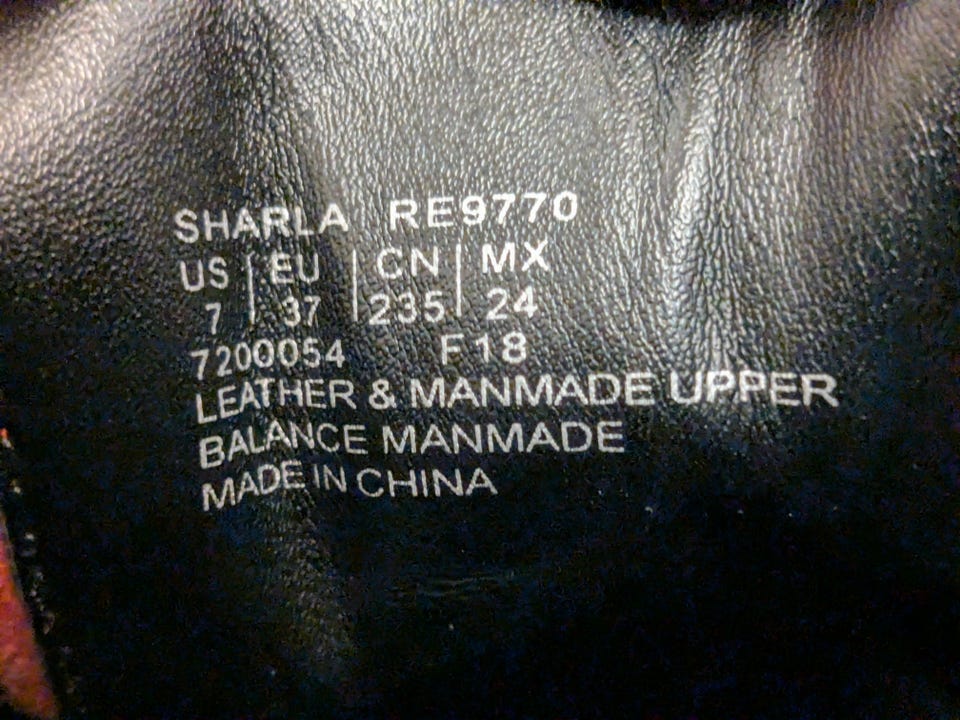 SHARLA RE9770
US | EU | CN | MX
7 | 37 | 235 | 24
7200054 F18
LEATHER & MANMADE UPPER
BALANCE MANMADE
MADE IN CHINA